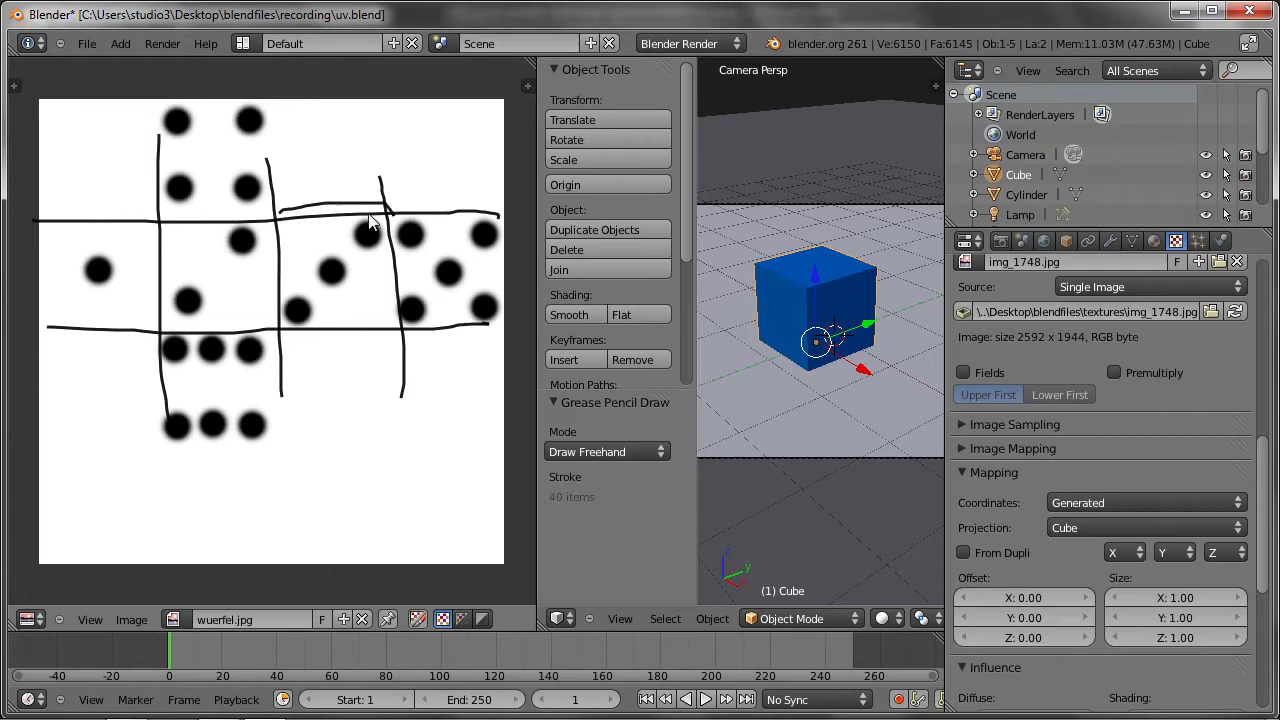 Blender* [C:\Users\studio3\Desktop\blendfiles\recording\uv.blend]
File Add Render Help Default Scene Blender Render blender.org 261 | Ve:6150 | Fa:6145 | Ob:1-5 | La:2 | Mem:11.03M (47.63M) | Cube
Object Tools
Transform:
Translate
Rotate
Scale
Origin
Object:
Duplicate Objects
Delete
Join
Shading:
Smooth Flat
Keyframes:
Insert Remove
Motion Paths:
Grease Pencil Draw
Mode
Draw Freehand
Stroke
40 items
Camera Persp
z
y
(1) Cube
View Search All Scenes
Scene
RenderLayers
World
Camera
Cube
Cylinder
Lamp
img_1748.jpg F
Source: Single Image
\..\Desktop\blendfiles\textures\img_1748.jpg
Image: size 2592 x 1944, RGB byte
Fields Premultiply
Upper First Lower First
Image Sampling
Image Mapping
Mapping
Coordinates: Generated
Projection: Cube
From Dupli X Y Z
Offset: Size:
X: 0.00 X: 1.00
Y: 0.00 Y: 1.00
Z: 0.00 Z: 1.00
Influence
Diffuse: Shading:
View Image wuerfel.jpg F
View Select Object Object Mode
-40 -20 0 20 40 60 80 100 120 140 160 180 200 220 240 260
View Marker Frame Playback Start: 1 End: 250 1 No Sync